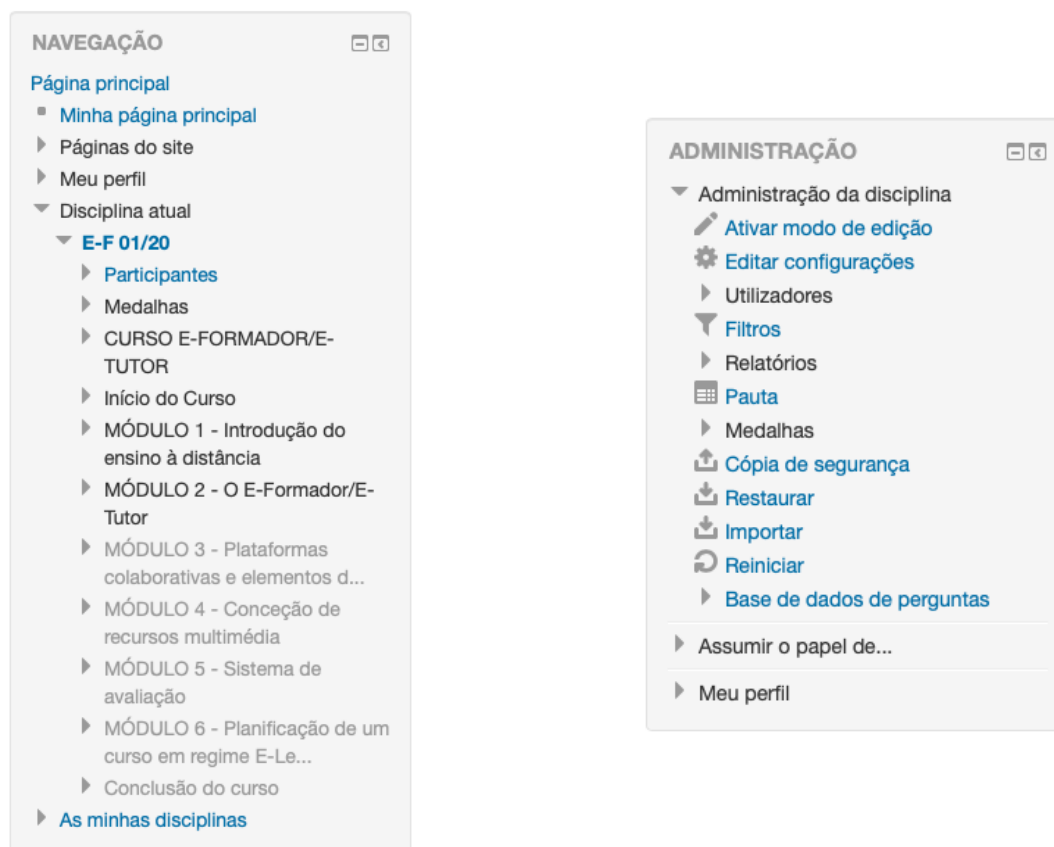 NAVEGAÇÃO
Página principal
Minha página principal
Páginas do site
Meu perfil
Disciplina atual
E-F 01/20
Participantes
Medalhas
CURSO E-FORMADOR/E-
TUTOR
Início do Curso
MÓDULO 1 - Introdução do
ensino à distância
MÓDULO 2 - O E-Formador/E-
Tutor
MÓDULO 3 - Plataformas
colaborativas e elementos d...
MÓDULO 4 - Conceção de
recursos multimédia
MÓDULO 5 - Sistema de
avaliação
MÓDULO 6 - Planificação de um
curso em regime E-Le...
Conclusão do curso
As minhas disciplinas
ADMINISTRAÇÃO
Administração da disciplina
Ativar modo de edição
Editar configurações
Utilizadores
Filtros
Relatórios
Pauta
Medalhas
Cópia de segurança
Restaurar
Importar
Reiniciar
Base de dados de perguntas
Assumir o papel de...
Meu perfil